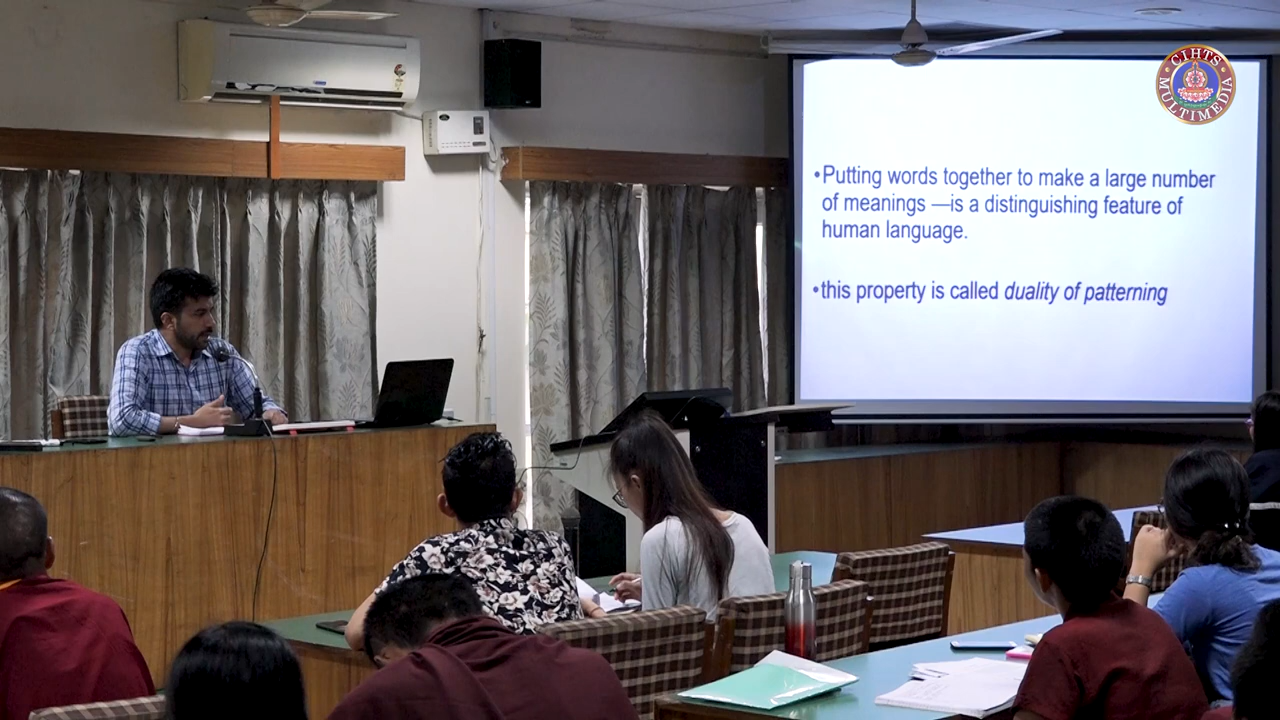 CIHTS
MULTIMEDIA
•Putting words together to make a large number
of meanings —is a distinguishing feature of
human language.
•this property is called duality of patterning